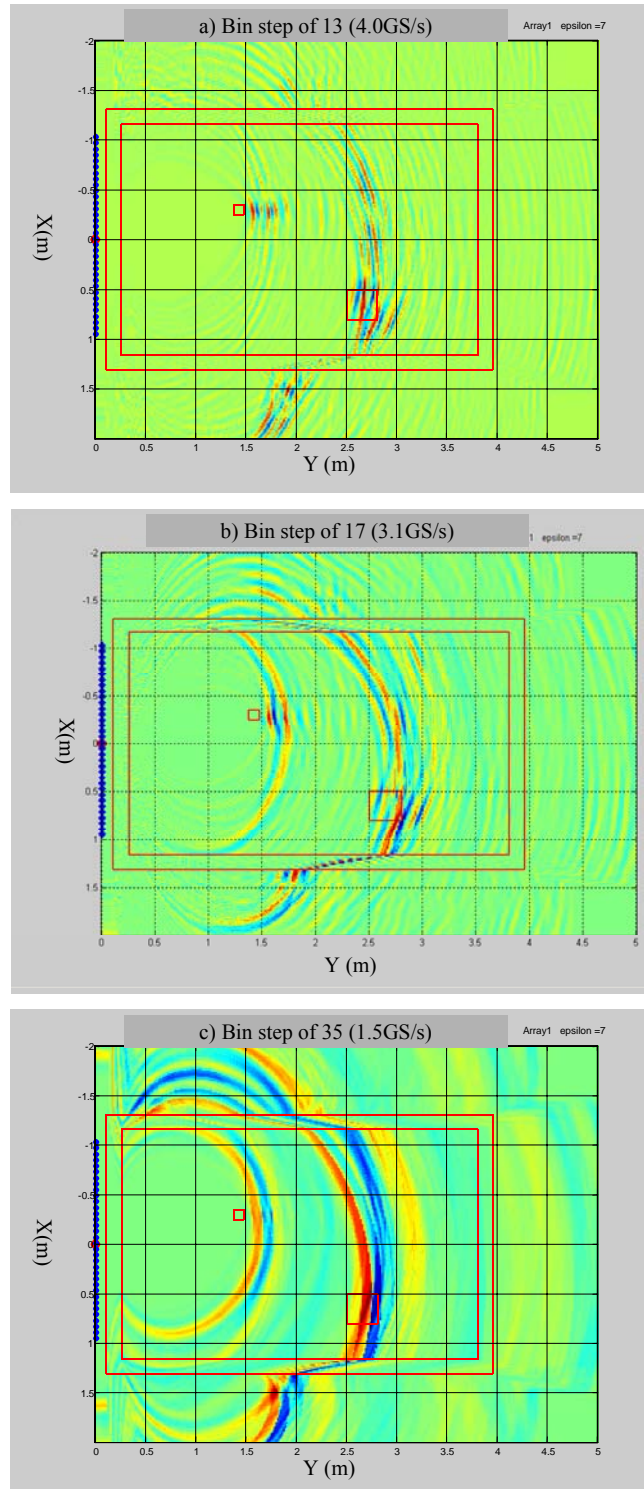 a) Bin step of 13 (4.0GS/s)
Array1 epsilon =7
-2
-1.5
-1
-0.5
0
0.5
1
1.5
X(m)
0 0.5 1 1.5 2 2.5 3 3.5 4 4.5 5
Y (m)
b) Bin step of 17 (3.1GS/s)
1 epsilon =7
-2
-1.5
-1
-0.5
0
0.5
1
1.5
X(m)
0 0.5 1 1.5 2 2.5 3 3.5 4 4.5 5
Y (m)
c) Bin step of 35 (1.5GS/s)
Array1 epsilon =7
-2
-1.5
-1
-0.5
0
0.5
1
1.5
X(m)
0 0.5 1 1.5 2 2.5 3 3.5 4 4.5 5
Y (m)